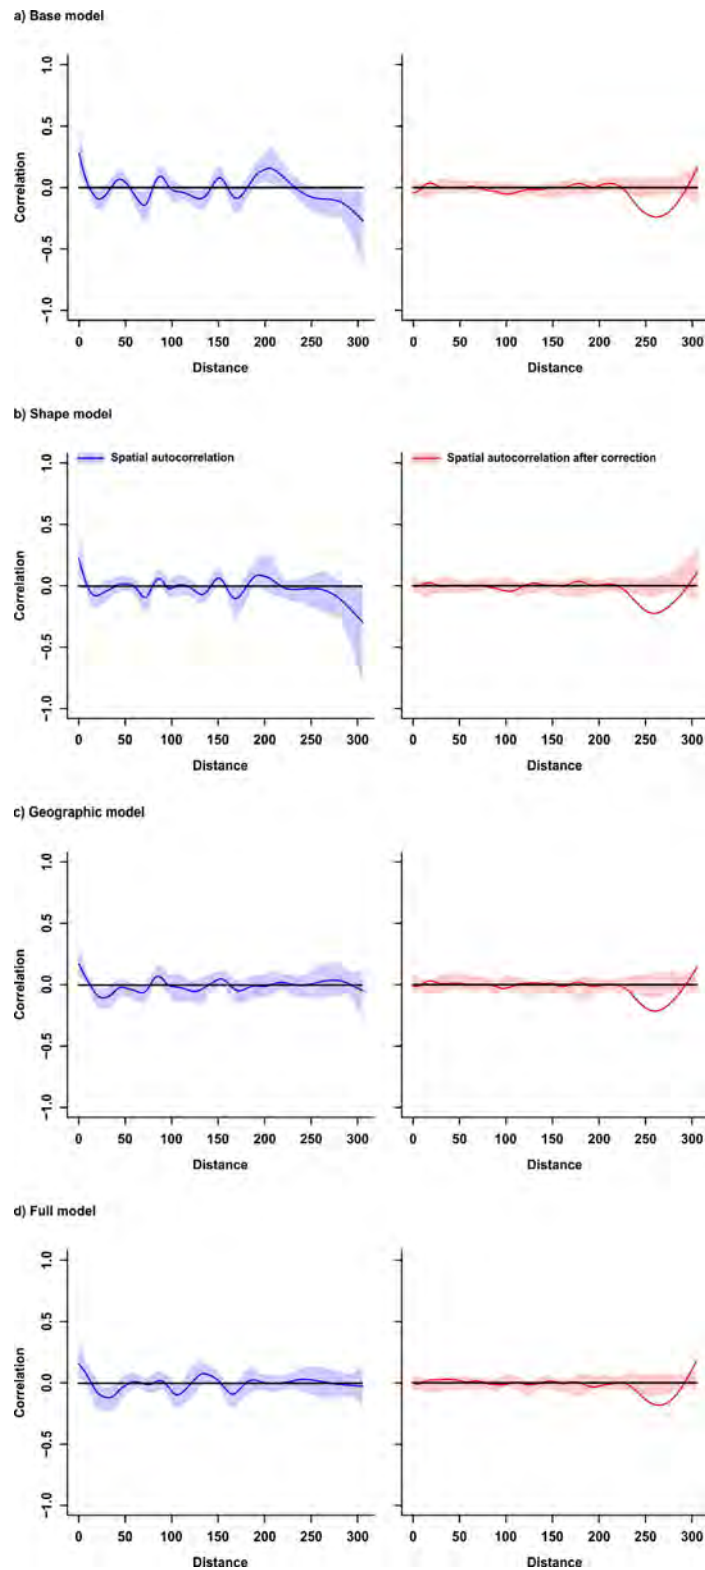 a) Base model
Correlation
1.0
0.5
0.0
−0.5
−1.0
0 50 100 150 200 250 300
0 50 100 150 200 250 300
Distance
Distance
b) Shape model
Spatial autocorrelation
Spatial autocorrelation after correction
Correlation
1.0
0.5
0.0
−0.5
−1.0
0 50 100 150 200 250 300
0 50 100 150 200 250 300
Distance
Distance
c) Geographic model
Correlation
1.0
0.5
0.0
−0.5
−1.0
0 50 100 150 200 250 300
0 50 100 150 200 250 300
Distance
Distance
d) Full model
Correlation
1.0
0.5
0.0
−0.5
−1.0
0 50 100 150 200 250 300
0 50 100 150 200 250 300
Distance
Distance